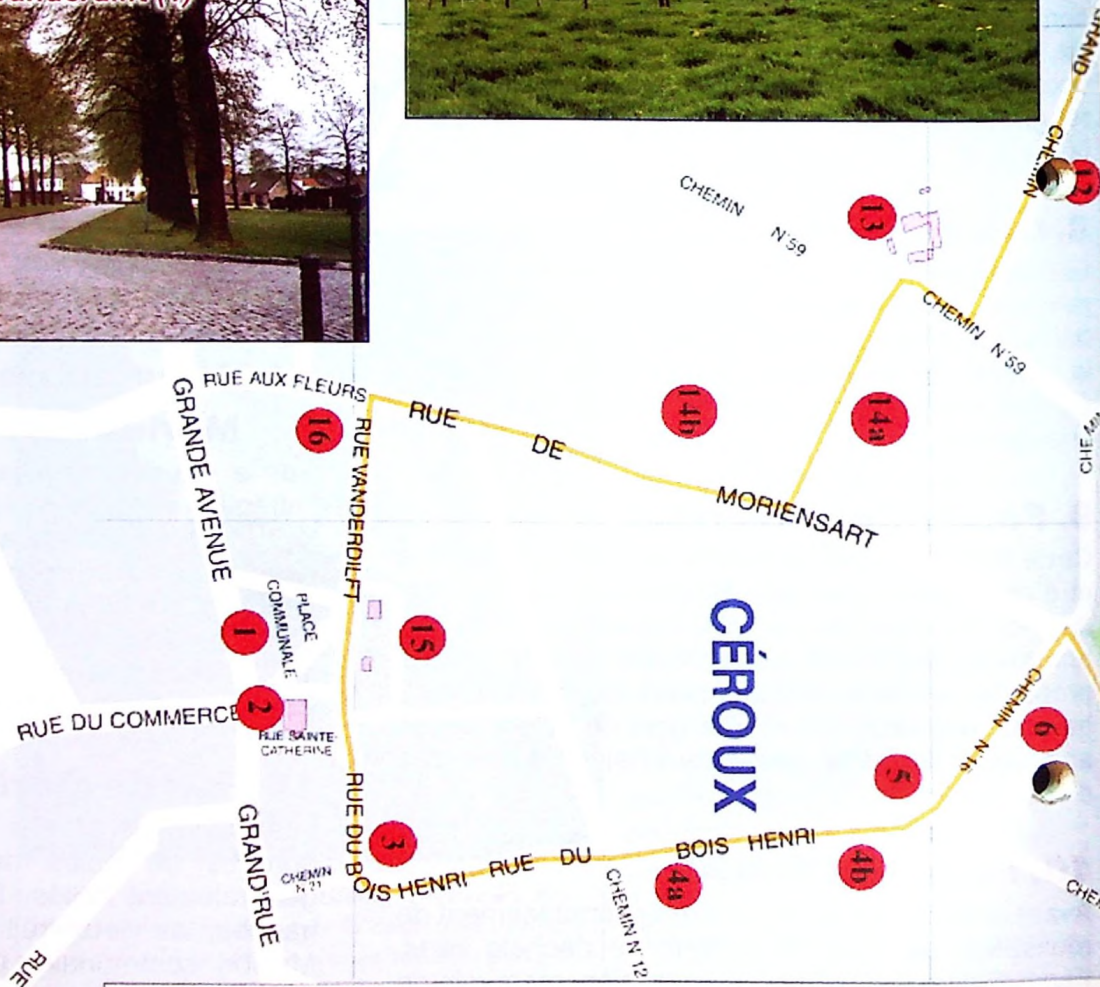 GRAND
CHEMIN
12
CHEMIN
N°59
13
CHEMIN N°59
RUE AUX FLEURS
16
GRANDE AVENUE
RUE VANDERDILFT
RUE
DE
MORIENSART
14b
14a
1
PLACE
COMMUNALE
15
CÉROUX
2
RUE DU COMMERCE
RUE SAINTE-
CATHERINE
CHEMIN
N°16
6
5
RUE DU BOIS HENRI
3
RUE DU
BOIS HENRI
4a
4b
GRAND'RUE
CHEMIN
N°21
CHEMIN N°12
RUE